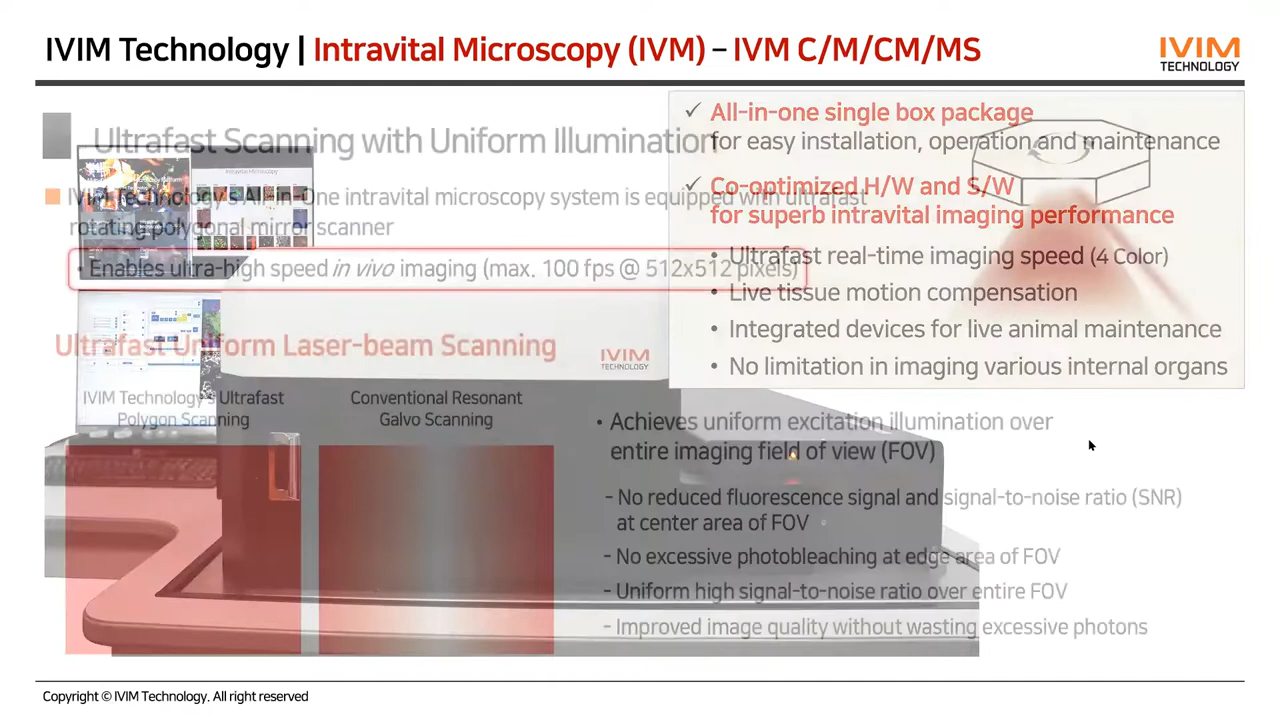 IVIM Technology | Intravital Microscopy (IVM) – IVM C/M/CM/MS
IVIM
TECHNOLOGY
Ultrafast Scanning with Uniform Illumination
IVIM Technology's All-in-One intravital microscopy system is equipped with ultrafast
rotating polygonal mirror scanner
• Enables ultra-high speed in vivo imaging (max. 100 fps @ 512x512 pixels)
✓ All-in-one single box package
for easy installation, operation and maintenance
✓ Co-optimized H/W and S/W
for superb intravital imaging performance
• Ultrafast real-time imaging speed (4 Color)
• Live tissue motion compensation
• Integrated devices for live animal maintenance
• No limitation in imaging various internal organs
Ultrafast Uniform Laser-beam Scanning
IVIM
TECHNOLOGY
IVIM Technology's Ultrafast
Polygon Scanning
Conventional Resonant
Galvo Scanning
• Achieves uniform excitation illumination over
entire imaging field of view (FOV)
- No reduced fluorescence signal and signal-to-noise ratio (SNR)
at center area of FOV
- No excessive photobleaching at edge area of FOV
- Uniform high signal-to-noise ratio over entire FOV
- Improved image quality without wasting excessive photons
Copyright © IVIM Technology. All right reserved